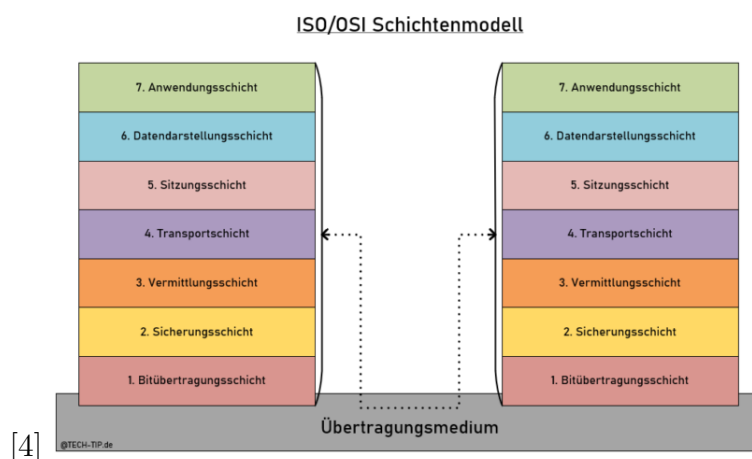 ISO/OSI Schichtenmodell
7. Anwendungsschicht
6. Datendarstellungsschicht
5. Sitzungsschicht
4. Transportschicht
3. Vermittlungsschicht
2. Sicherungsschicht
1. Bitübertragungsschicht
7. Anwendungsschicht
6. Datendarstellungsschicht
5. Sitzungsschicht
4. Transportschicht
3. Vermittlungsschicht
2. Sicherungsschicht
1. Bitübertragungsschicht
Übertragungsmedium
[4]
@TECH-TIP.de